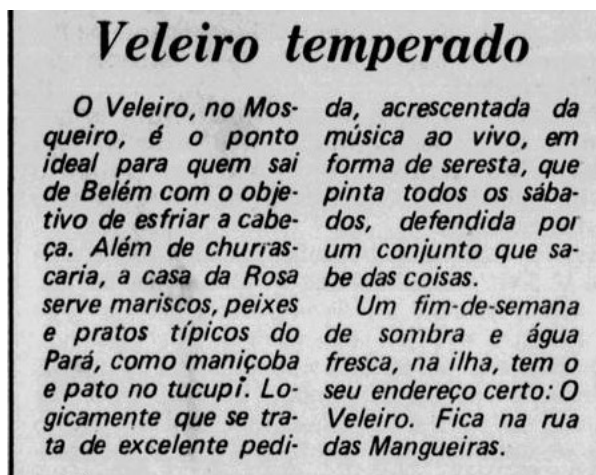 Veleiro temperado
O Veleiro, no Mos-
queiro, é o ponto
ideal para quem sai
de Belém com o obje-
tivo de esfriar a cabe-
ça. Além de churras-
caria, a casa da Rosa
serve mariscos, peixes
e pratos típicos do
Pará, como maniçoba
e pato no tucupi. Lo-
gicamente que se tra-
ta de excelente pedi-
da, acrescentada da
música ao vivo, em
forma de seresta, que
pinta todos os sába-
dos, defendida por
um conjunto que sa-
be das coisas.
Um fim-de-semana
de sombra e água
fresca, na ilha, tem o
seu endereço certo: O
Veleiro. Fica na rua
das Mangueiras.